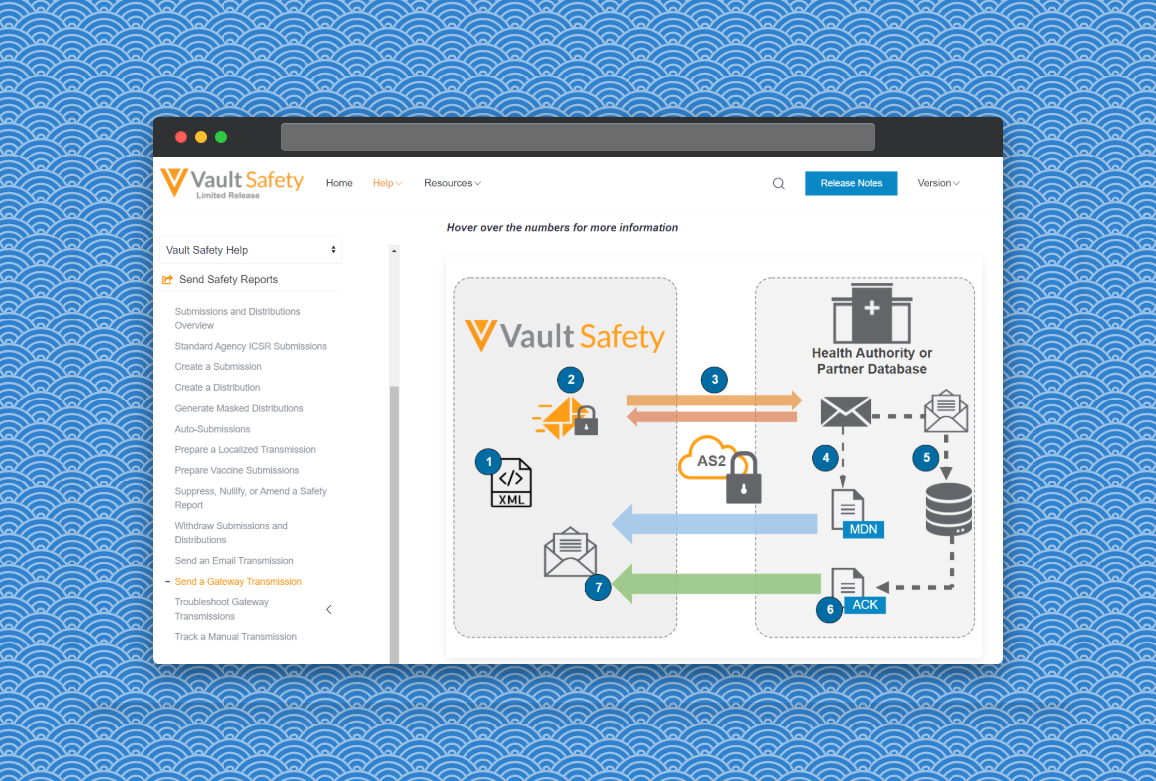 Vault Safety
Limited Release
Home
Help
Resources
Release Notes
Version
Vault Safety Help
Send Safety Reports
Submissions and Distributions
Overview
Standard Agency ICSR Submissions
Create a Submission
Create a Distribution
Generate Masked Distributions
Auto-Submissions
Prepare a Localized Transmission
Prepare Vaccine Submissions
Suppress, Nullify, or Amend a Safety
Report
Withdraw Submissions and
Distributions
Send an Email Transmission
Send a Gateway Transmission
Troubleshoot Gateway
Transmissions
Track a Manual Transmission
Hover over the numbers for more information
Vault Safety
Health Authority or
Partner Database
2
3
1
XML
AS2
4
5
MDN
7
6
ACK